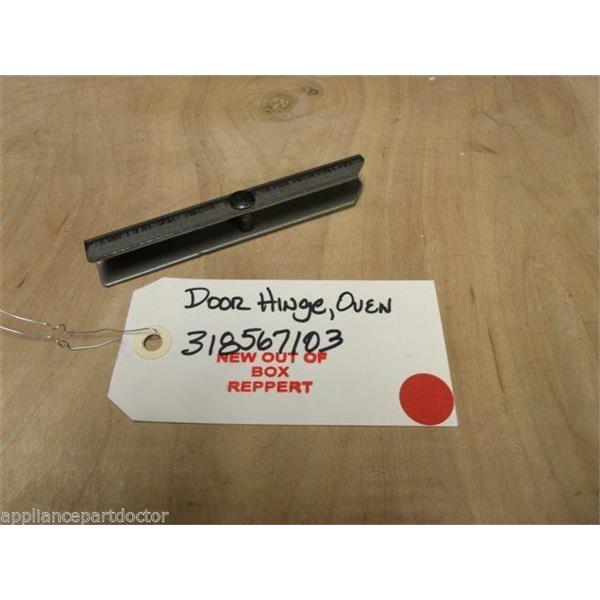 Door Hinge, Oven
318567103
NEW OUT OF
BOX
REPPERT
appliancepartdoctor